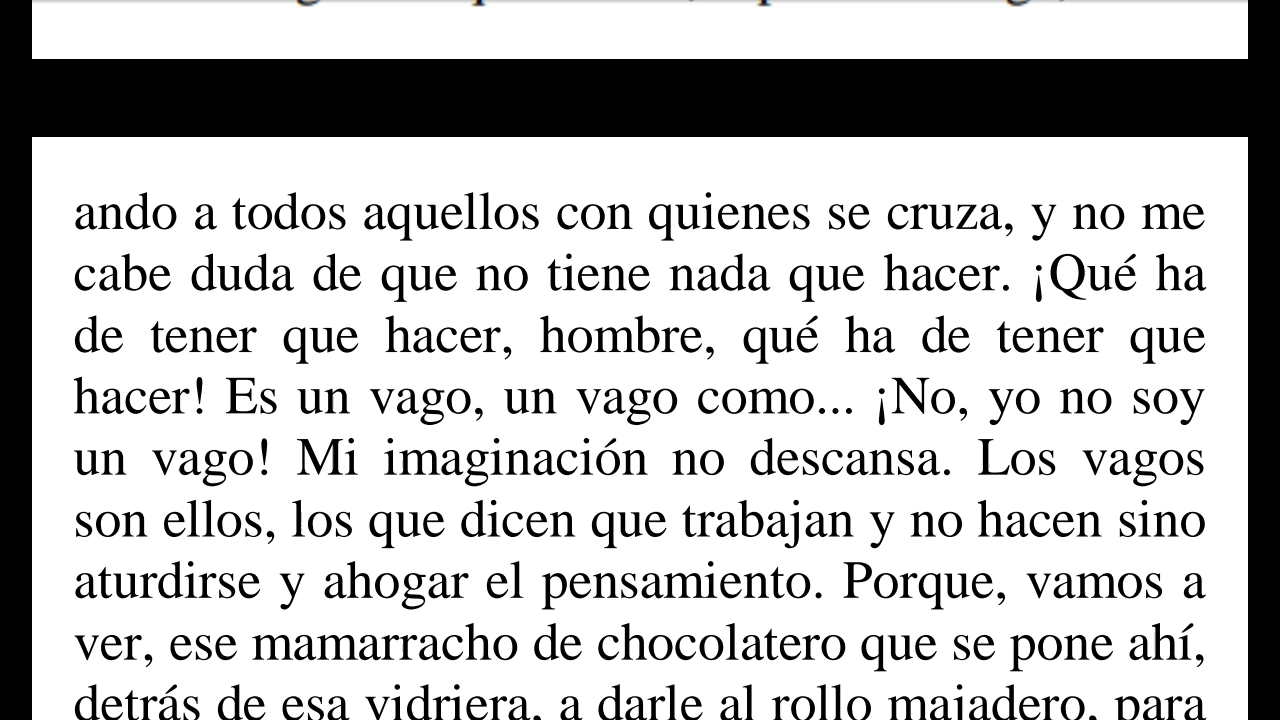 ando a todos aquellos con quienes se cruza, y no me
cabe duda de que no tiene nada que hacer. ¡Qué ha
de tener que hacer, hombre, qué ha de tener que
hacer! Es un vago, un vago como... ¡No, yo no soy
un vago! Mi imaginación no descansa. Los vagos
son ellos, los que dicen que trabajan y no hacen sino
aturdirse y ahogar el pensamiento. Porque, vamos a
ver, ese mamarracho de chocolatero que se pone ahí,
detrás de esa vidriera, a darle al rollo majadero, para